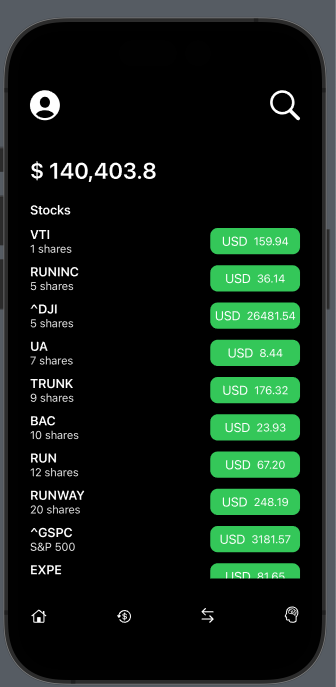 $ 140,403.8
Stocks
VTI
1 shares
USD 159.94
RUNINC
5 shares
USD 36.14
^DJI
5 shares
USD 26481.54
UA
7 shares
USD 8.44
TRUNK
9 shares
USD 176.32
BAC
10 shares
USD 23.93
RUN
12 shares
USD 67.20
RUNWAY
20 shares
USD 248.19
^GSPC
S&P 500
USD 3181.57
EXPE
USD 81.65